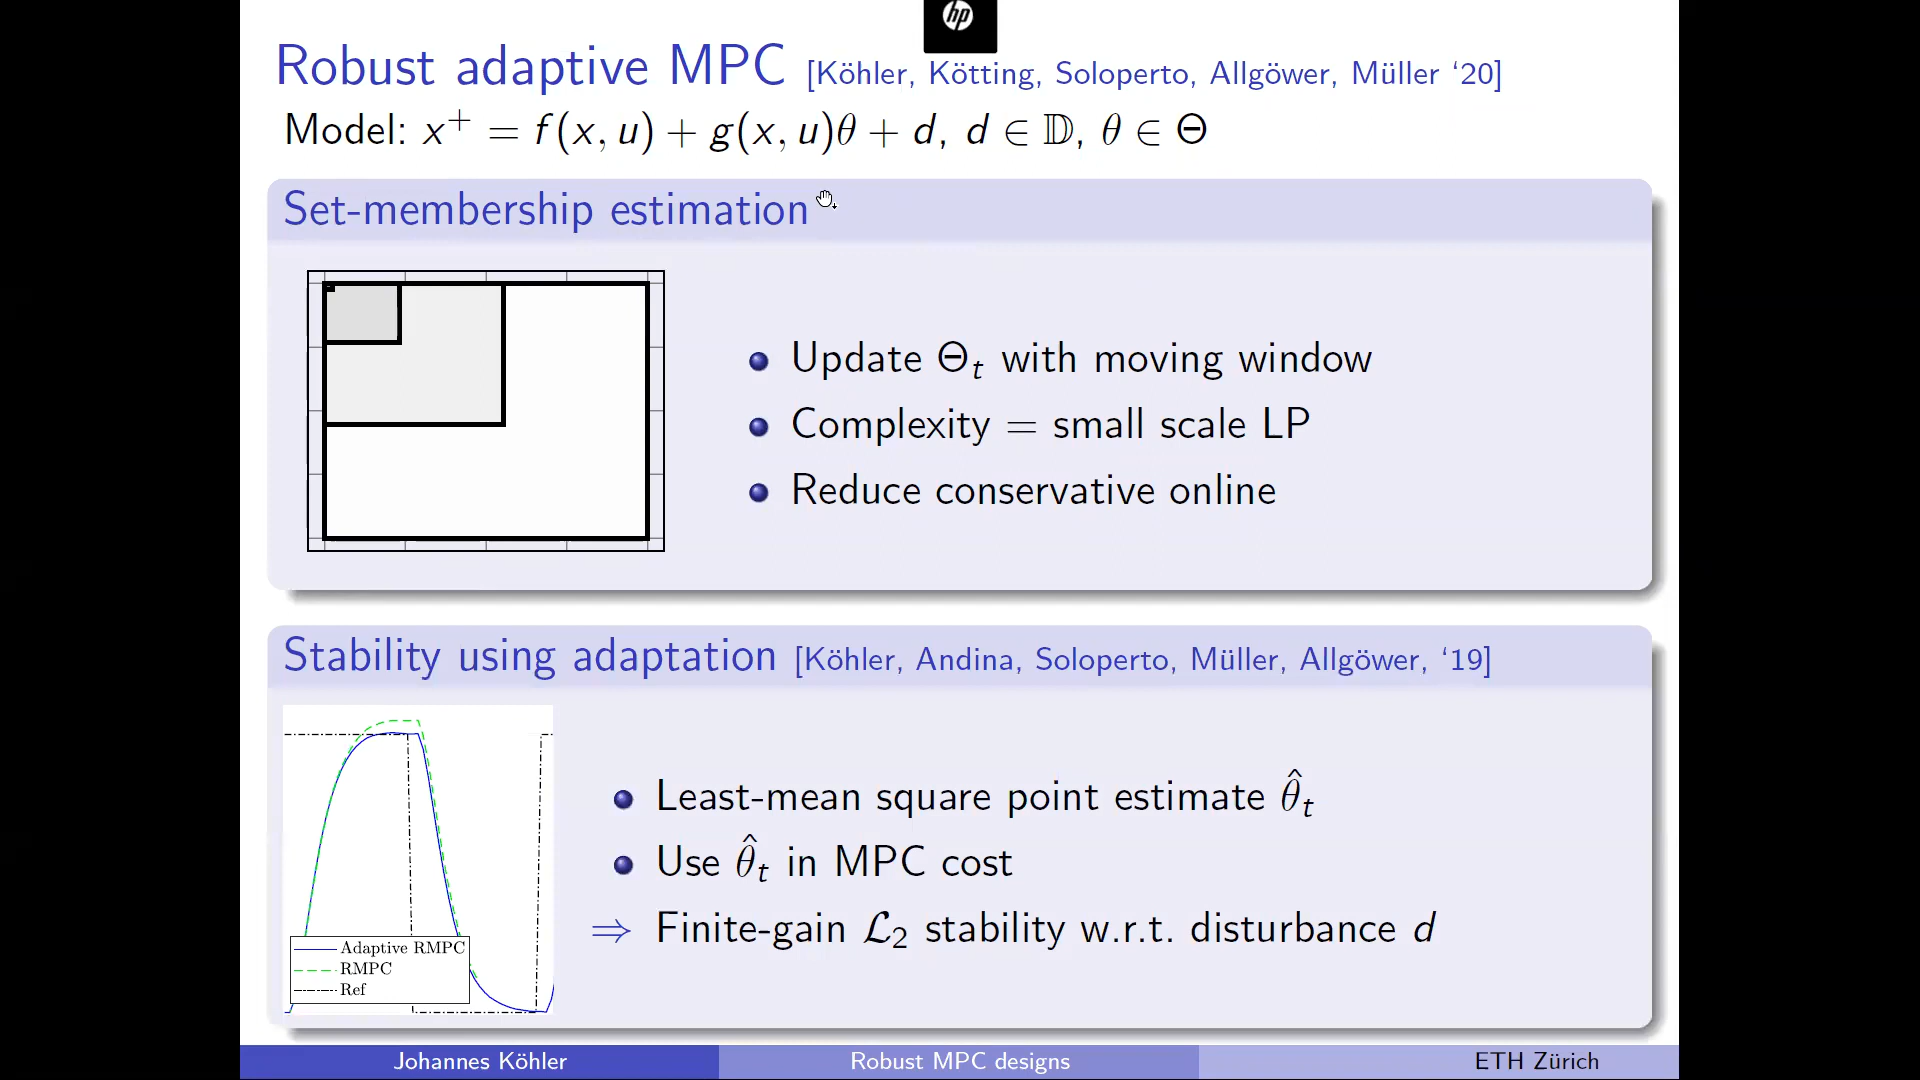 hp
Robust adaptive MPC [Köhler, Kötting, Soloperto, Allgöwer, Müller ‘20]
Model: x⁺ = f(x, u) + g(x, u)θ + d, d ∈ 𝔻, θ ∈ Θ
Set-membership estimation
Update Θₜ with moving window
Complexity = small scale LP
Reduce conservative online
Stability using adaptation [Köhler, Andina, Soloperto, Müller, Allgöwer, ‘19]
Adaptive RMPC
RMPC
Ref
Least-mean square point estimate θ̂ₜ
Use θ̂ₜ in MPC cost
⇒ Finite-gain ℒ₂ stability w.r.t. disturbance d
Johannes Köhler Robust MPC designs ETH Zürich